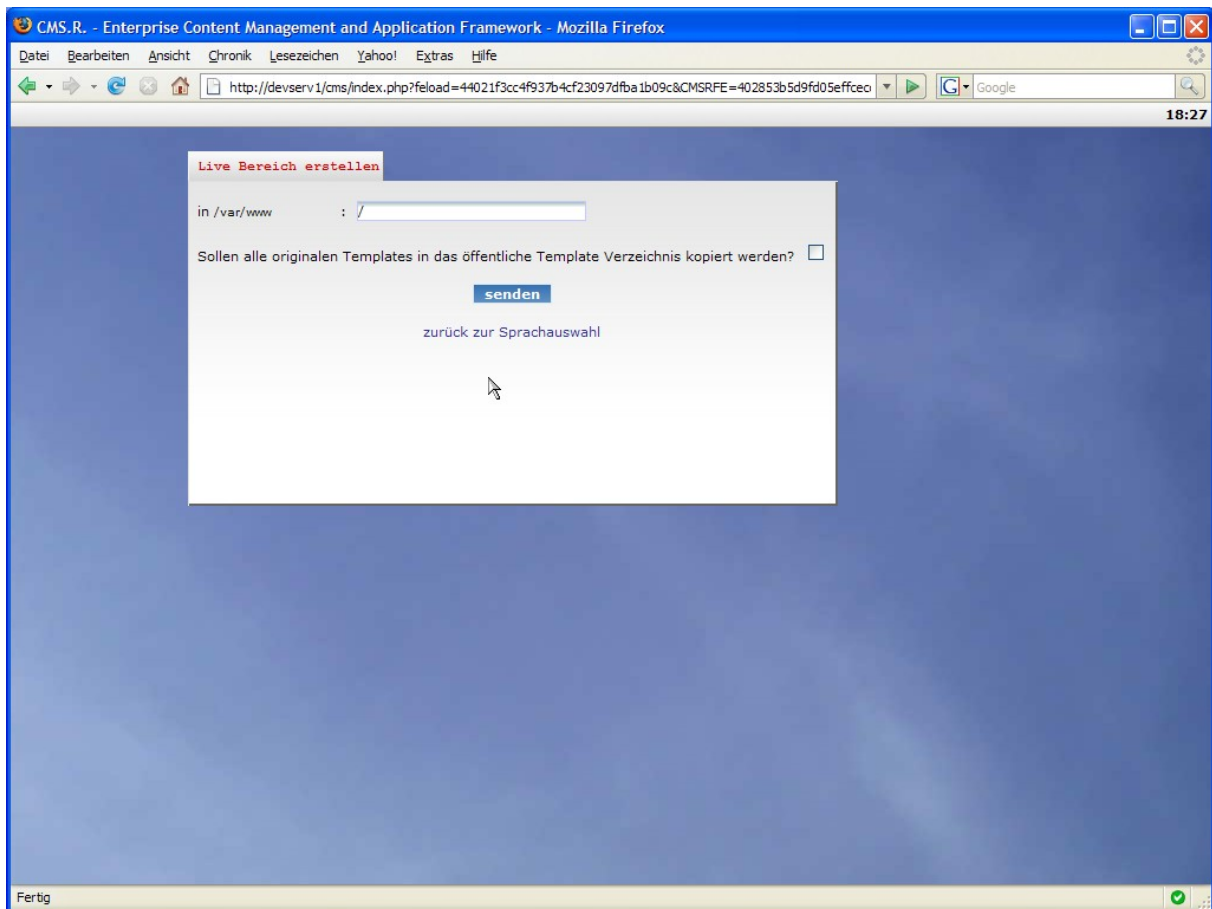 CMS.R. - Enterprise Content Management and Application Framework - Mozilla Firefox
Datei Bearbeiten Ansicht Chronik Lesezeichen Yahoo! Extras Hilfe
http://devserv1/cms/index.php?feload=44021f3cc4f937b4cf23097dfba1b09c&CMSRFE=402853b5d9fd05effcec G Google
18:27
Live Bereich erstellen
in /var/www : /
Sollen alle originalen Templates in das öffentliche Template Verzeichnis kopiert werden?
senden
zurück zur Sprachauswahl
Fertig